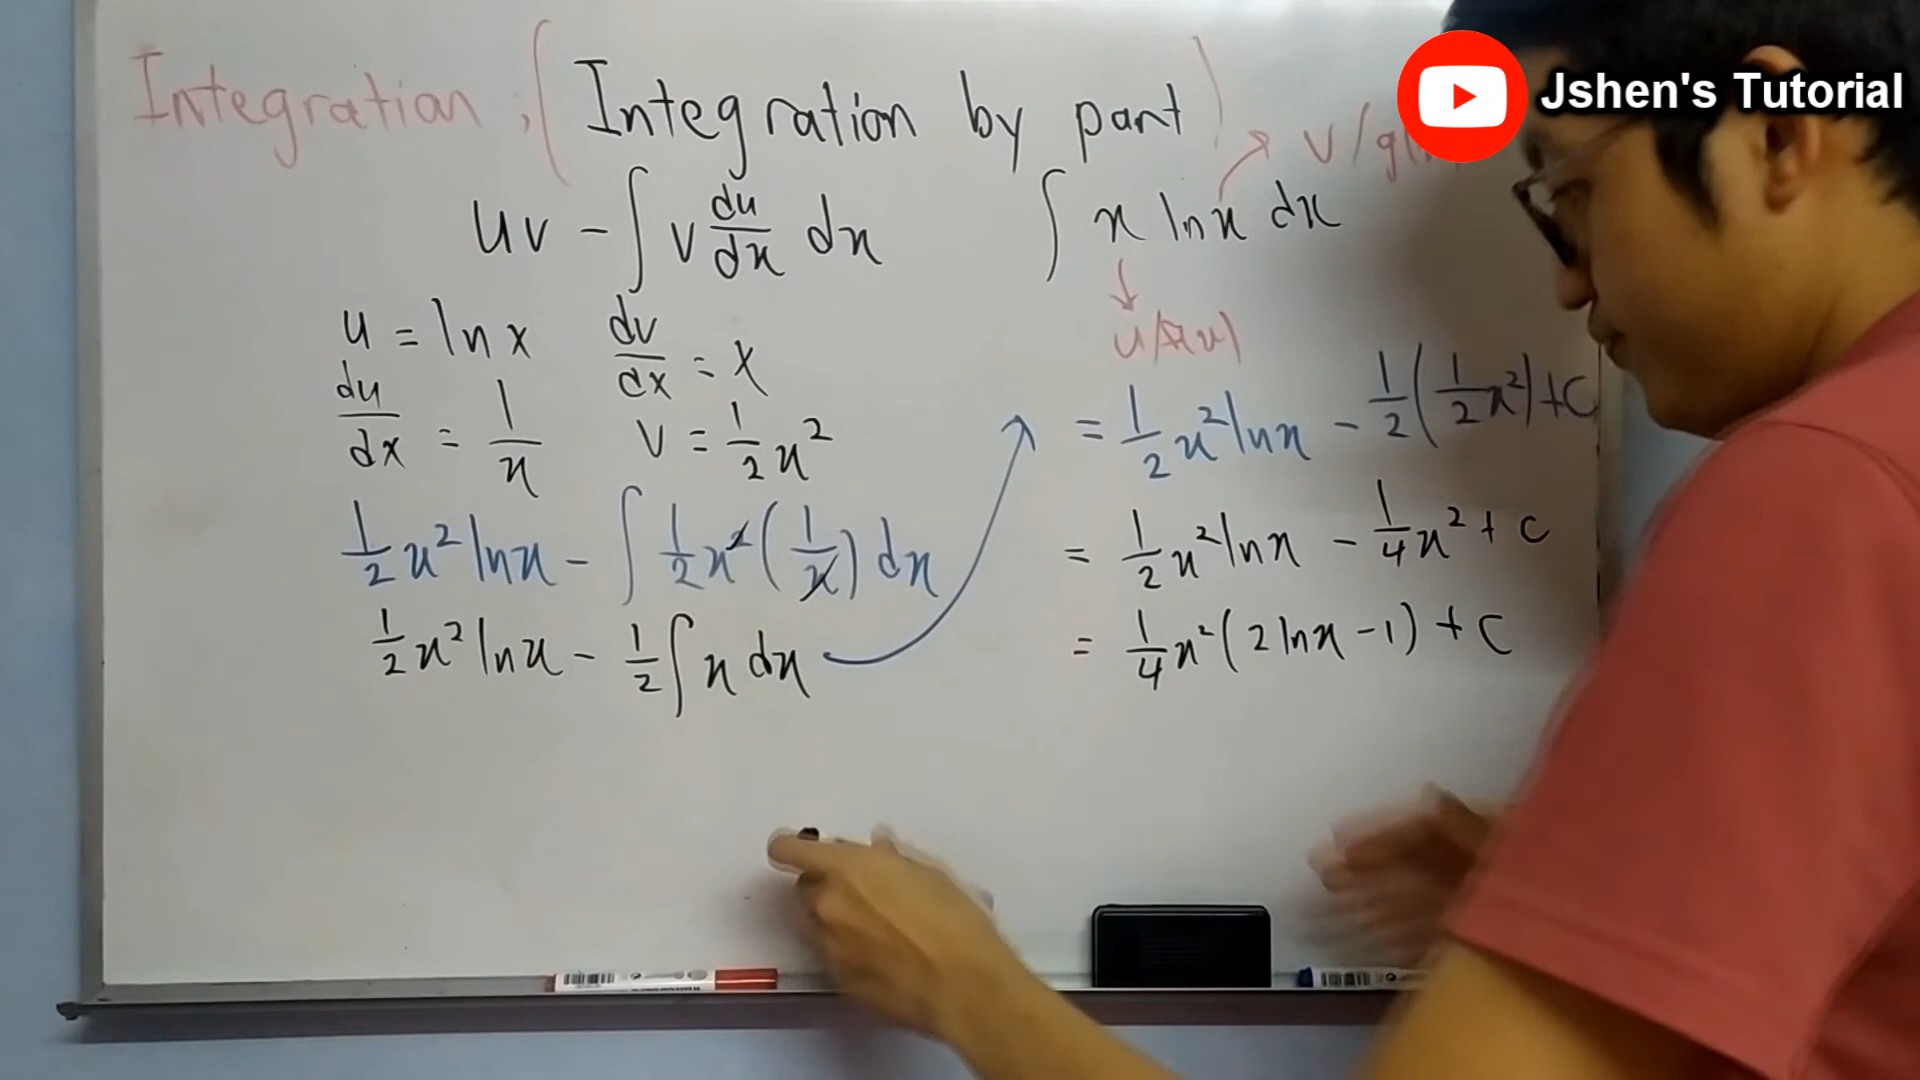 Jshen's Tutorial
Integration, (Integration by part)
uv - ∫ v du/dx dx
∫ x ln x dx
u = ln x
dv/dx = x
du/dx = 1/x
v = 1/2 x²
1/2 x² ln x - ∫ 1/2 x² (1/x) dx
1/2 x² ln x - 1/2 ∫ x dx
= 1/2 x² ln x - 1/2 (1/2 x²) + C
= 1/2 x² ln x - 1/4 x² + C
= 1/4 x² (2 ln x - 1) + C